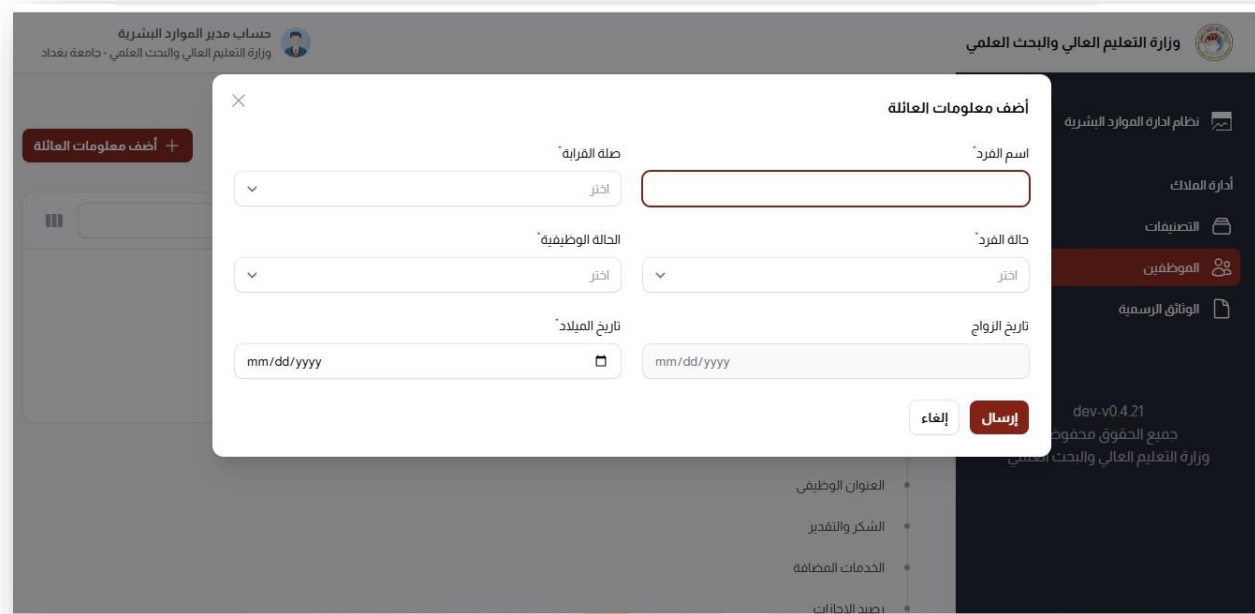 وزارة التعليم العالي والبحث العلمي
حساب مدير الموارد البشرية
وزارة التعليم العالي والبحث العلمي - جامعة بغداد
نظام ادارة الموارد البشرية
أدارة الملاك
التصنيفات
الموظفين
الوثائق الرسمية
dev-v0.4.21
جميع الحقوق
وزارة التعليم العالي والبحث
+ أضف معلومات العائلة
أضف معلومات العائلة
اسم الفرد*
صلة القرابة*
اختر
حالة الفرد*
الحالة الوظيفية*
اختر
اختر
تاريخ الزواج
تاريخ الميلاد*
mm/dd/yyyy
mm/dd/yyyy
إرسال
إلغاء
العنوان الوظيفي
الشكر والتقدير
الخدمات المضافة
رصيد الاجازات